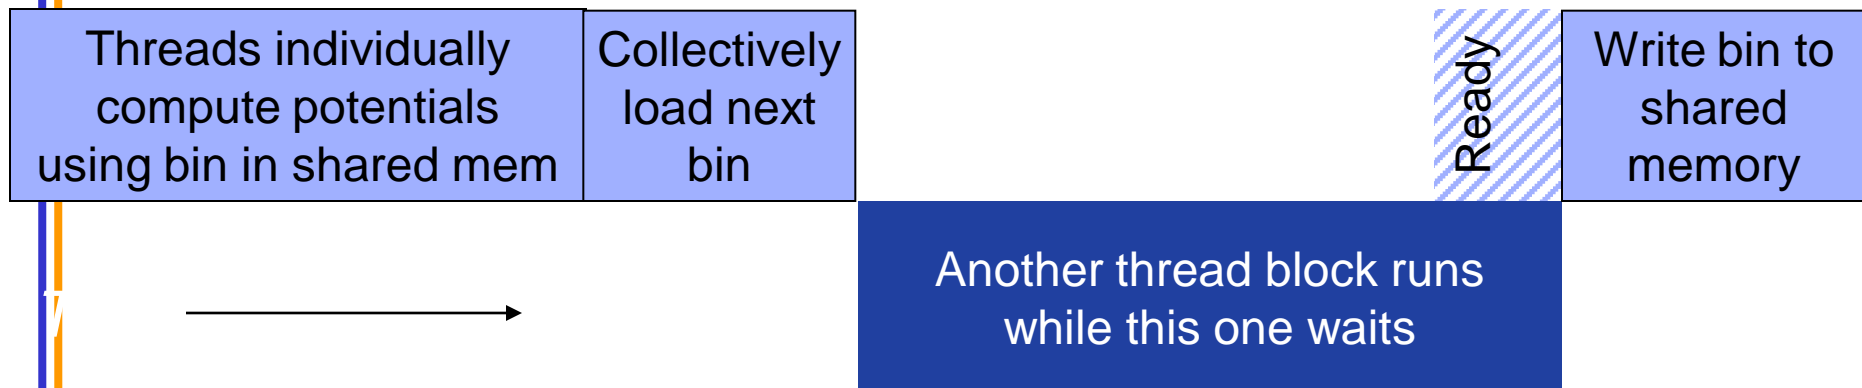 Threads individually
compute potentials
using bin in shared mem
Collectively
load next
bin
Ready
Write bin to
shared
memory
Another thread block runs
while this one waits